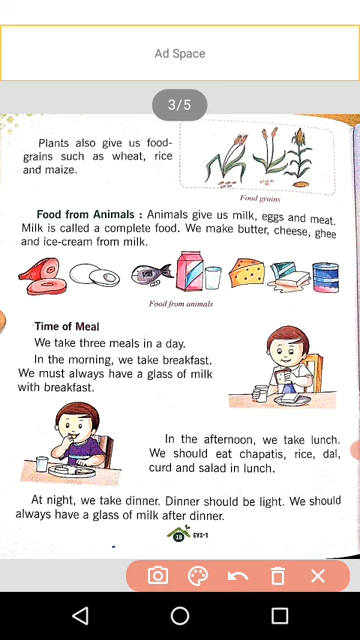 Ad Space
3/5
Plants also give us food-
grains such as wheat, rice
and maize.
Food grains
Food from Animals : Animals give us milk, eggs and meat.
Milk is called a complete food. We make butter, cheese, ghee
and ice-cream from milk.
Food from animals
Time of Meal
We take three meals in a day.
In the morning, we take breakfast.
We must always have a glass of milk
with breakfast.
In the afternoon, we take lunch.
We should eat chapatis, rice, dal,
curd and salad in lunch.
At night, we take dinner. Dinner should be light. We should
always have a glass of milk after dinner.
18 EVS-1